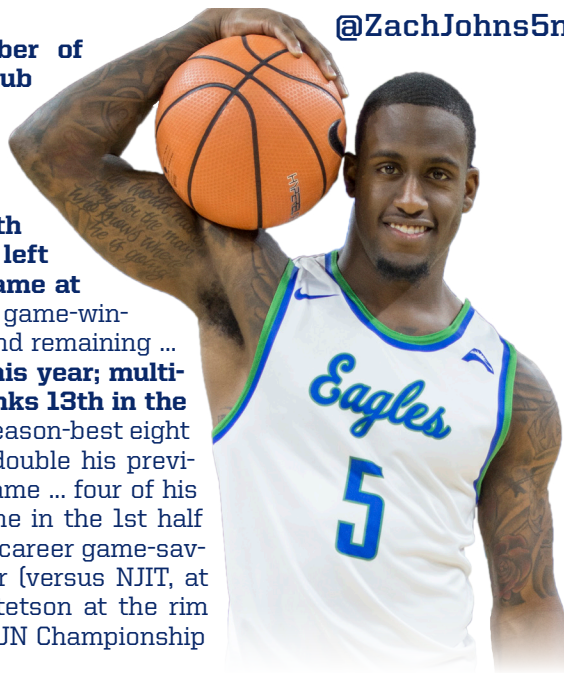 @ZachJohns5n
ber of
ub
th
left
ame at
game-win-
nd remaining ...
his year; multi-
nks 13th in the
eason-best eight
double his previ-
ame ... four of his
ne in the 1st half
career game-sav-
r (versus NJIT, at
tetson at the rim
UN Championship
Eagles
5